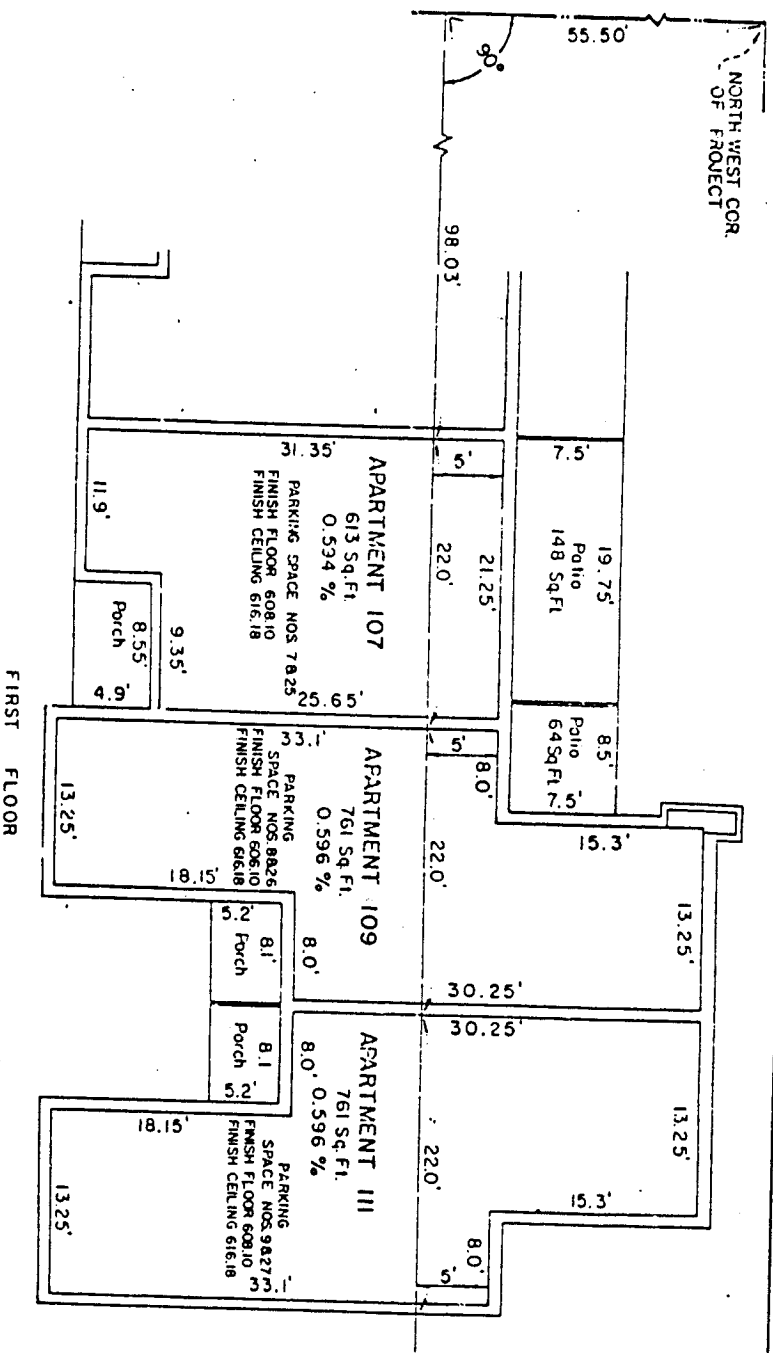 55.50'
NORTH WEST COR.
OF PROJECT
90°
98.03'
7.5'
19.75'
Patio
148 Sq.Ft
8.5'
Patio
64 Sq Ft
7.5'
31.35'
5'
APARTMENT 107
613 Sq.Ft.
0.594 %
PARKING SPACE NOS. 7&25
FINISH FLOOR 608.10
FINISH CEILING 616.18
22.0'
21.25'
11.9'
9.35'
8.55'
Porch
4.9'
25.65'
33.1'
5'
8.0'
15.3'
APARTMENT 109
761 Sq.Ft.
0.596 %
PARKING
SPACE NOS. 8&26
FINISH FLOOR 606.10
FINISH CEILING 616.18
22.0'
13.25'
13.25'
18.15'
5.2'
8.1'
Porch
8.0'
30.25'
30.25'
8.1
Porch
5.2'
8.0'
APARTMENT 111
761 Sq.Ft.
0.596 %
PARKING
SPACE NOS. 9&27
FINISH FLOOR 608.10
FINISH CEILING 616.18
22.0'
13.25'
15.3'
8.0'
5'
33.1'
18.15'
13.25'
FIRST FLOOR